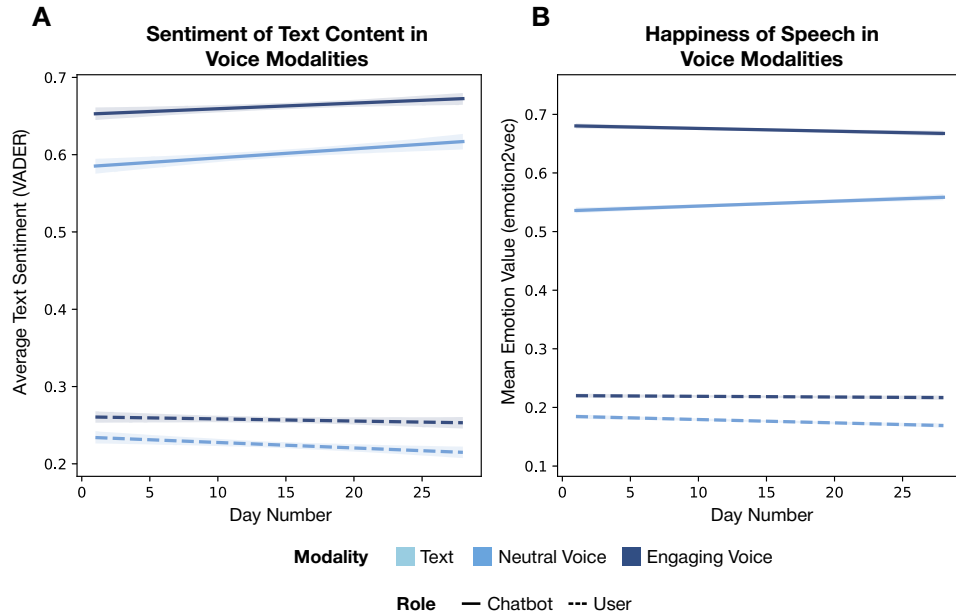 A
Sentiment of Text Content in
Voice Modalities
Average Text Sentiment (VADER)
0.7
0.6
0.5
0.4
0.3
0.2
0
5
10
15
20
25
Day Number
B
Happiness of Speech in
Voice Modalities
Mean Emotion Value (emotion2vec)
0.7
0.6
0.5
0.4
0.3
0.2
0.1
0
5
10
15
20
25
Day Number
Modality Text Neutral Voice Engaging Voice
Role Chatbot User